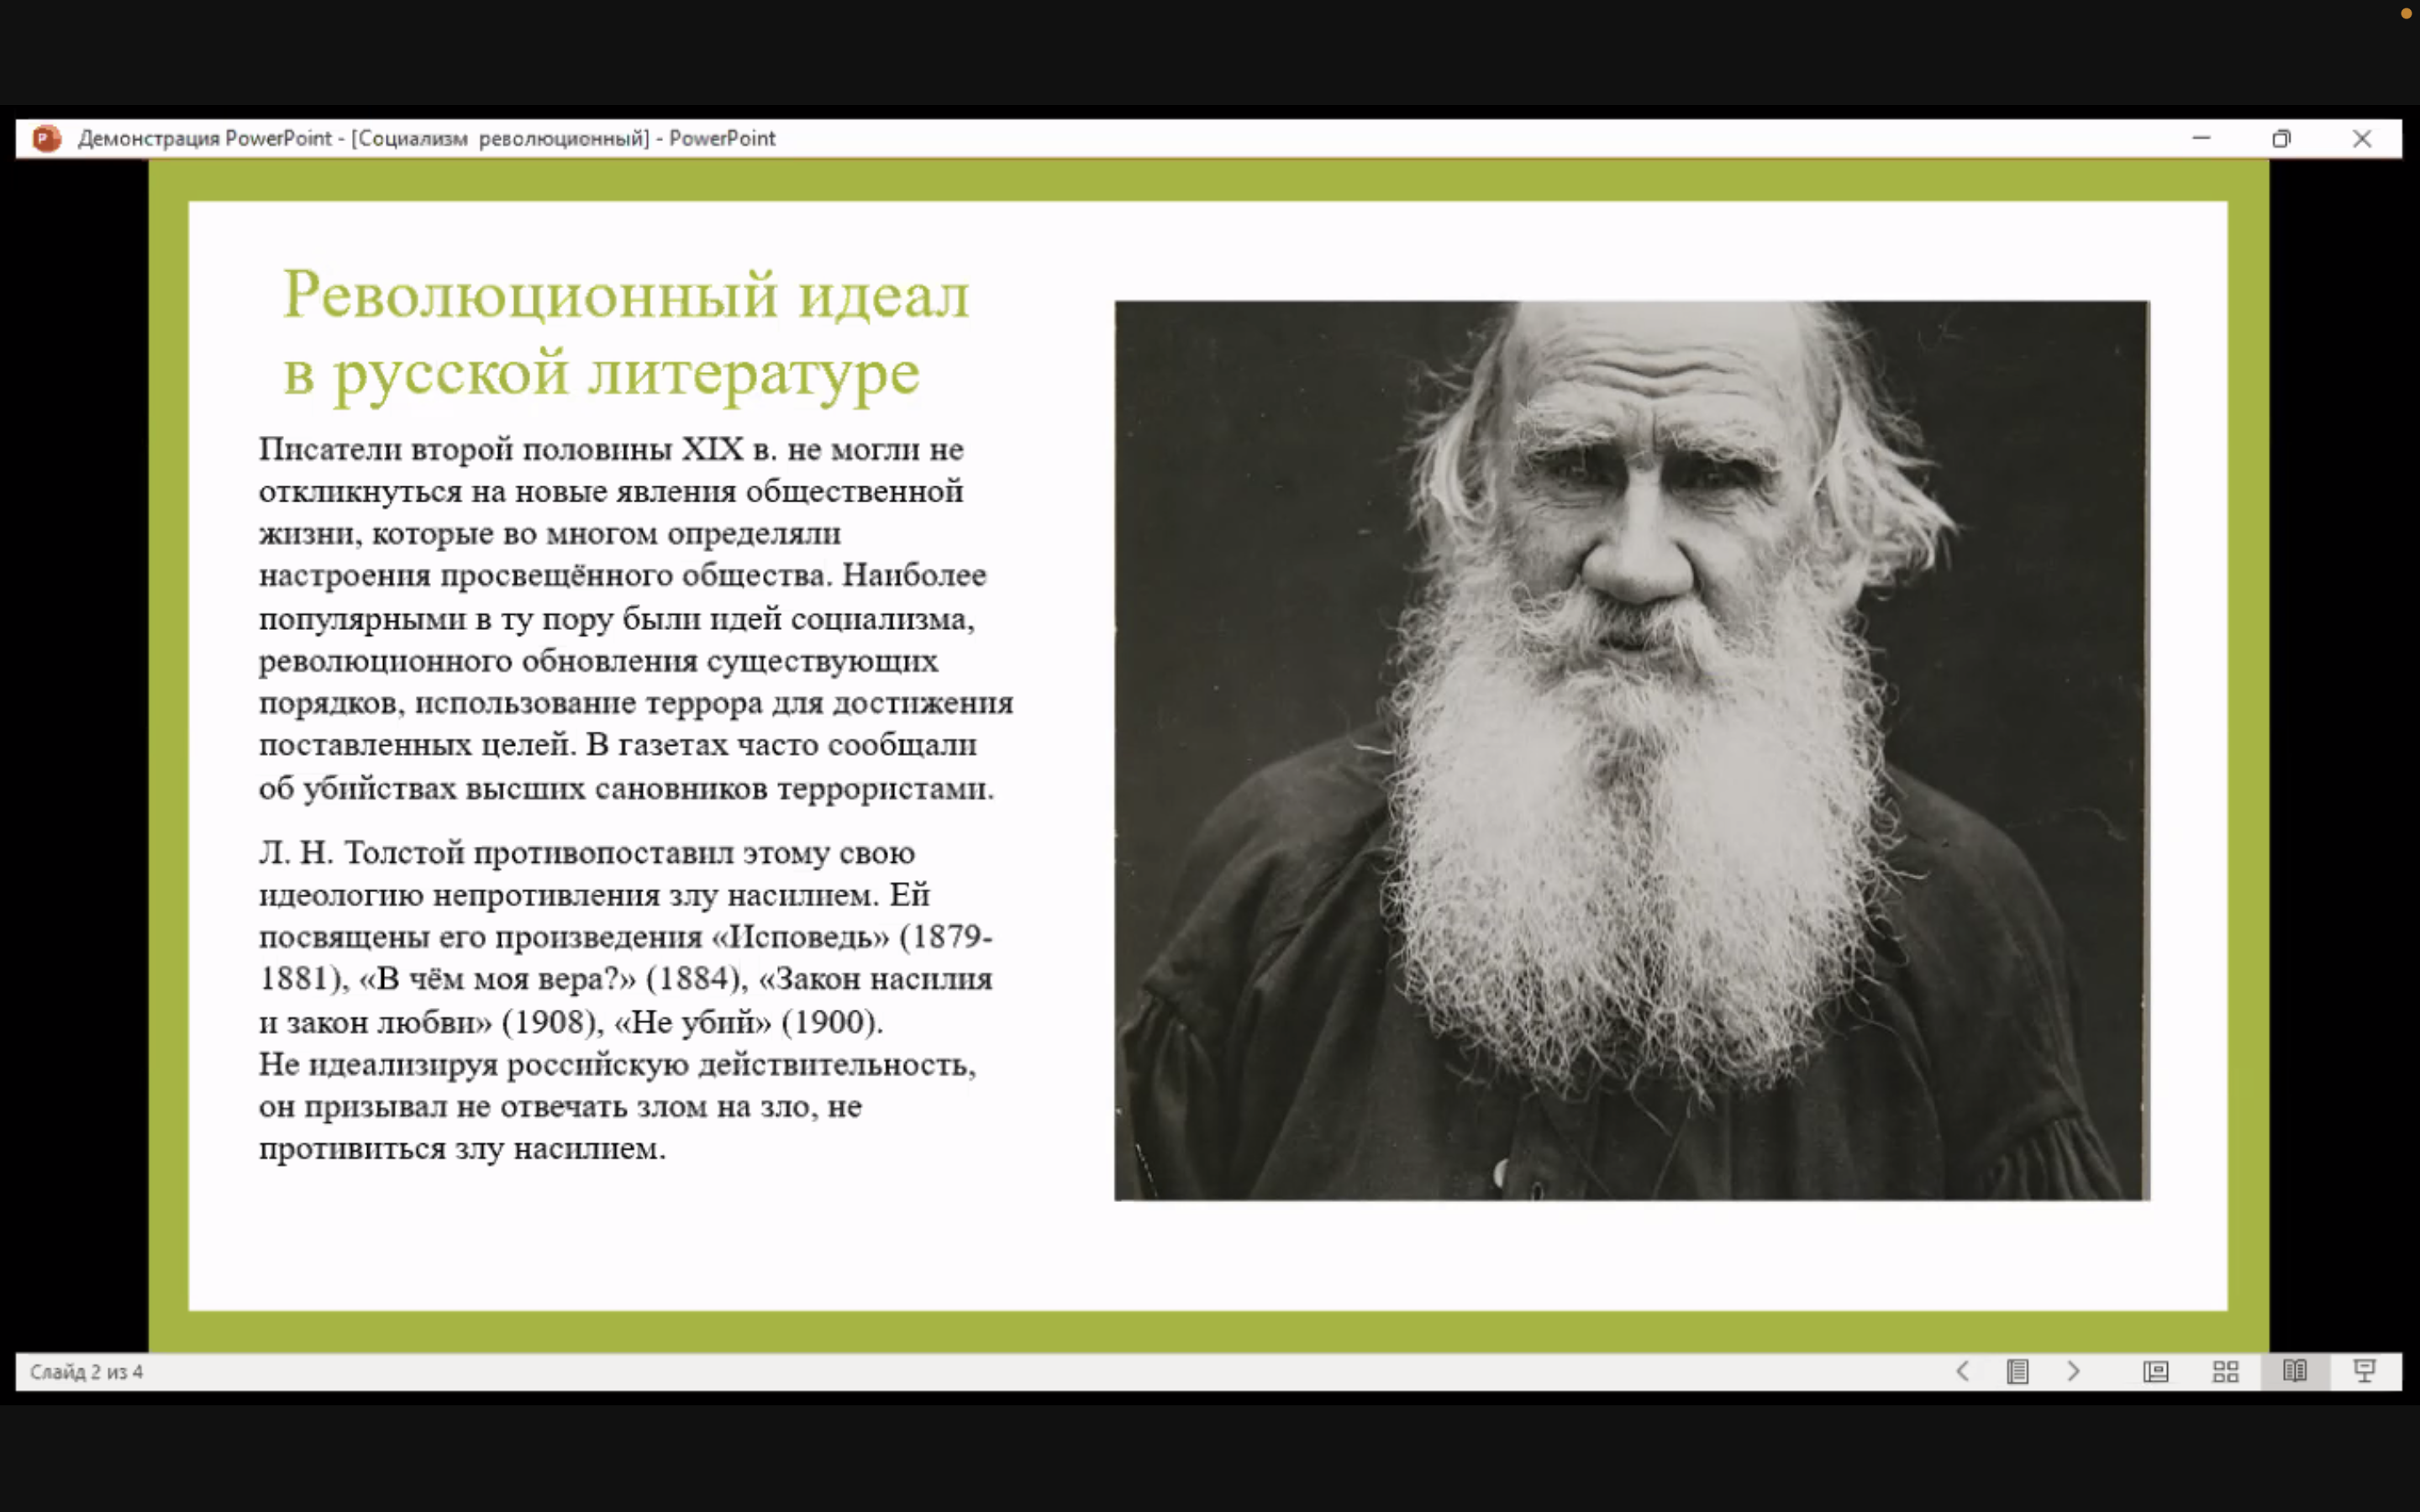 Демонстрация PowerPoint - [Социализм революционный] - PowerPoint
Революционный идеал
в русской литературе
Писатели второй половины XIX в. не могли не
откликнуться на новые явления общественной
жизни, которые во многом определяли
настроения просвещённого общества. Наиболее
популярными в ту пору были идей социализма,
революционного обновления существующих
порядков, использование террора для достижения
поставленных целей. В газетах часто сообщали
об убийствах высших сановников террористами.
Л. Н. Толстой противопоставил этому свою
идеологию непротивления злу насилием. Ей
посвящены его произведения «Исповедь» (1879-
1881), «В чём моя вера?» (1884), «Закон насилия
и закон любви» (1908), «Не убий» (1900).
Не идеализируя российскую действительность,
он призывал не отвечать злом на зло, не
противиться злу насилием.
Слайд 2 из 4